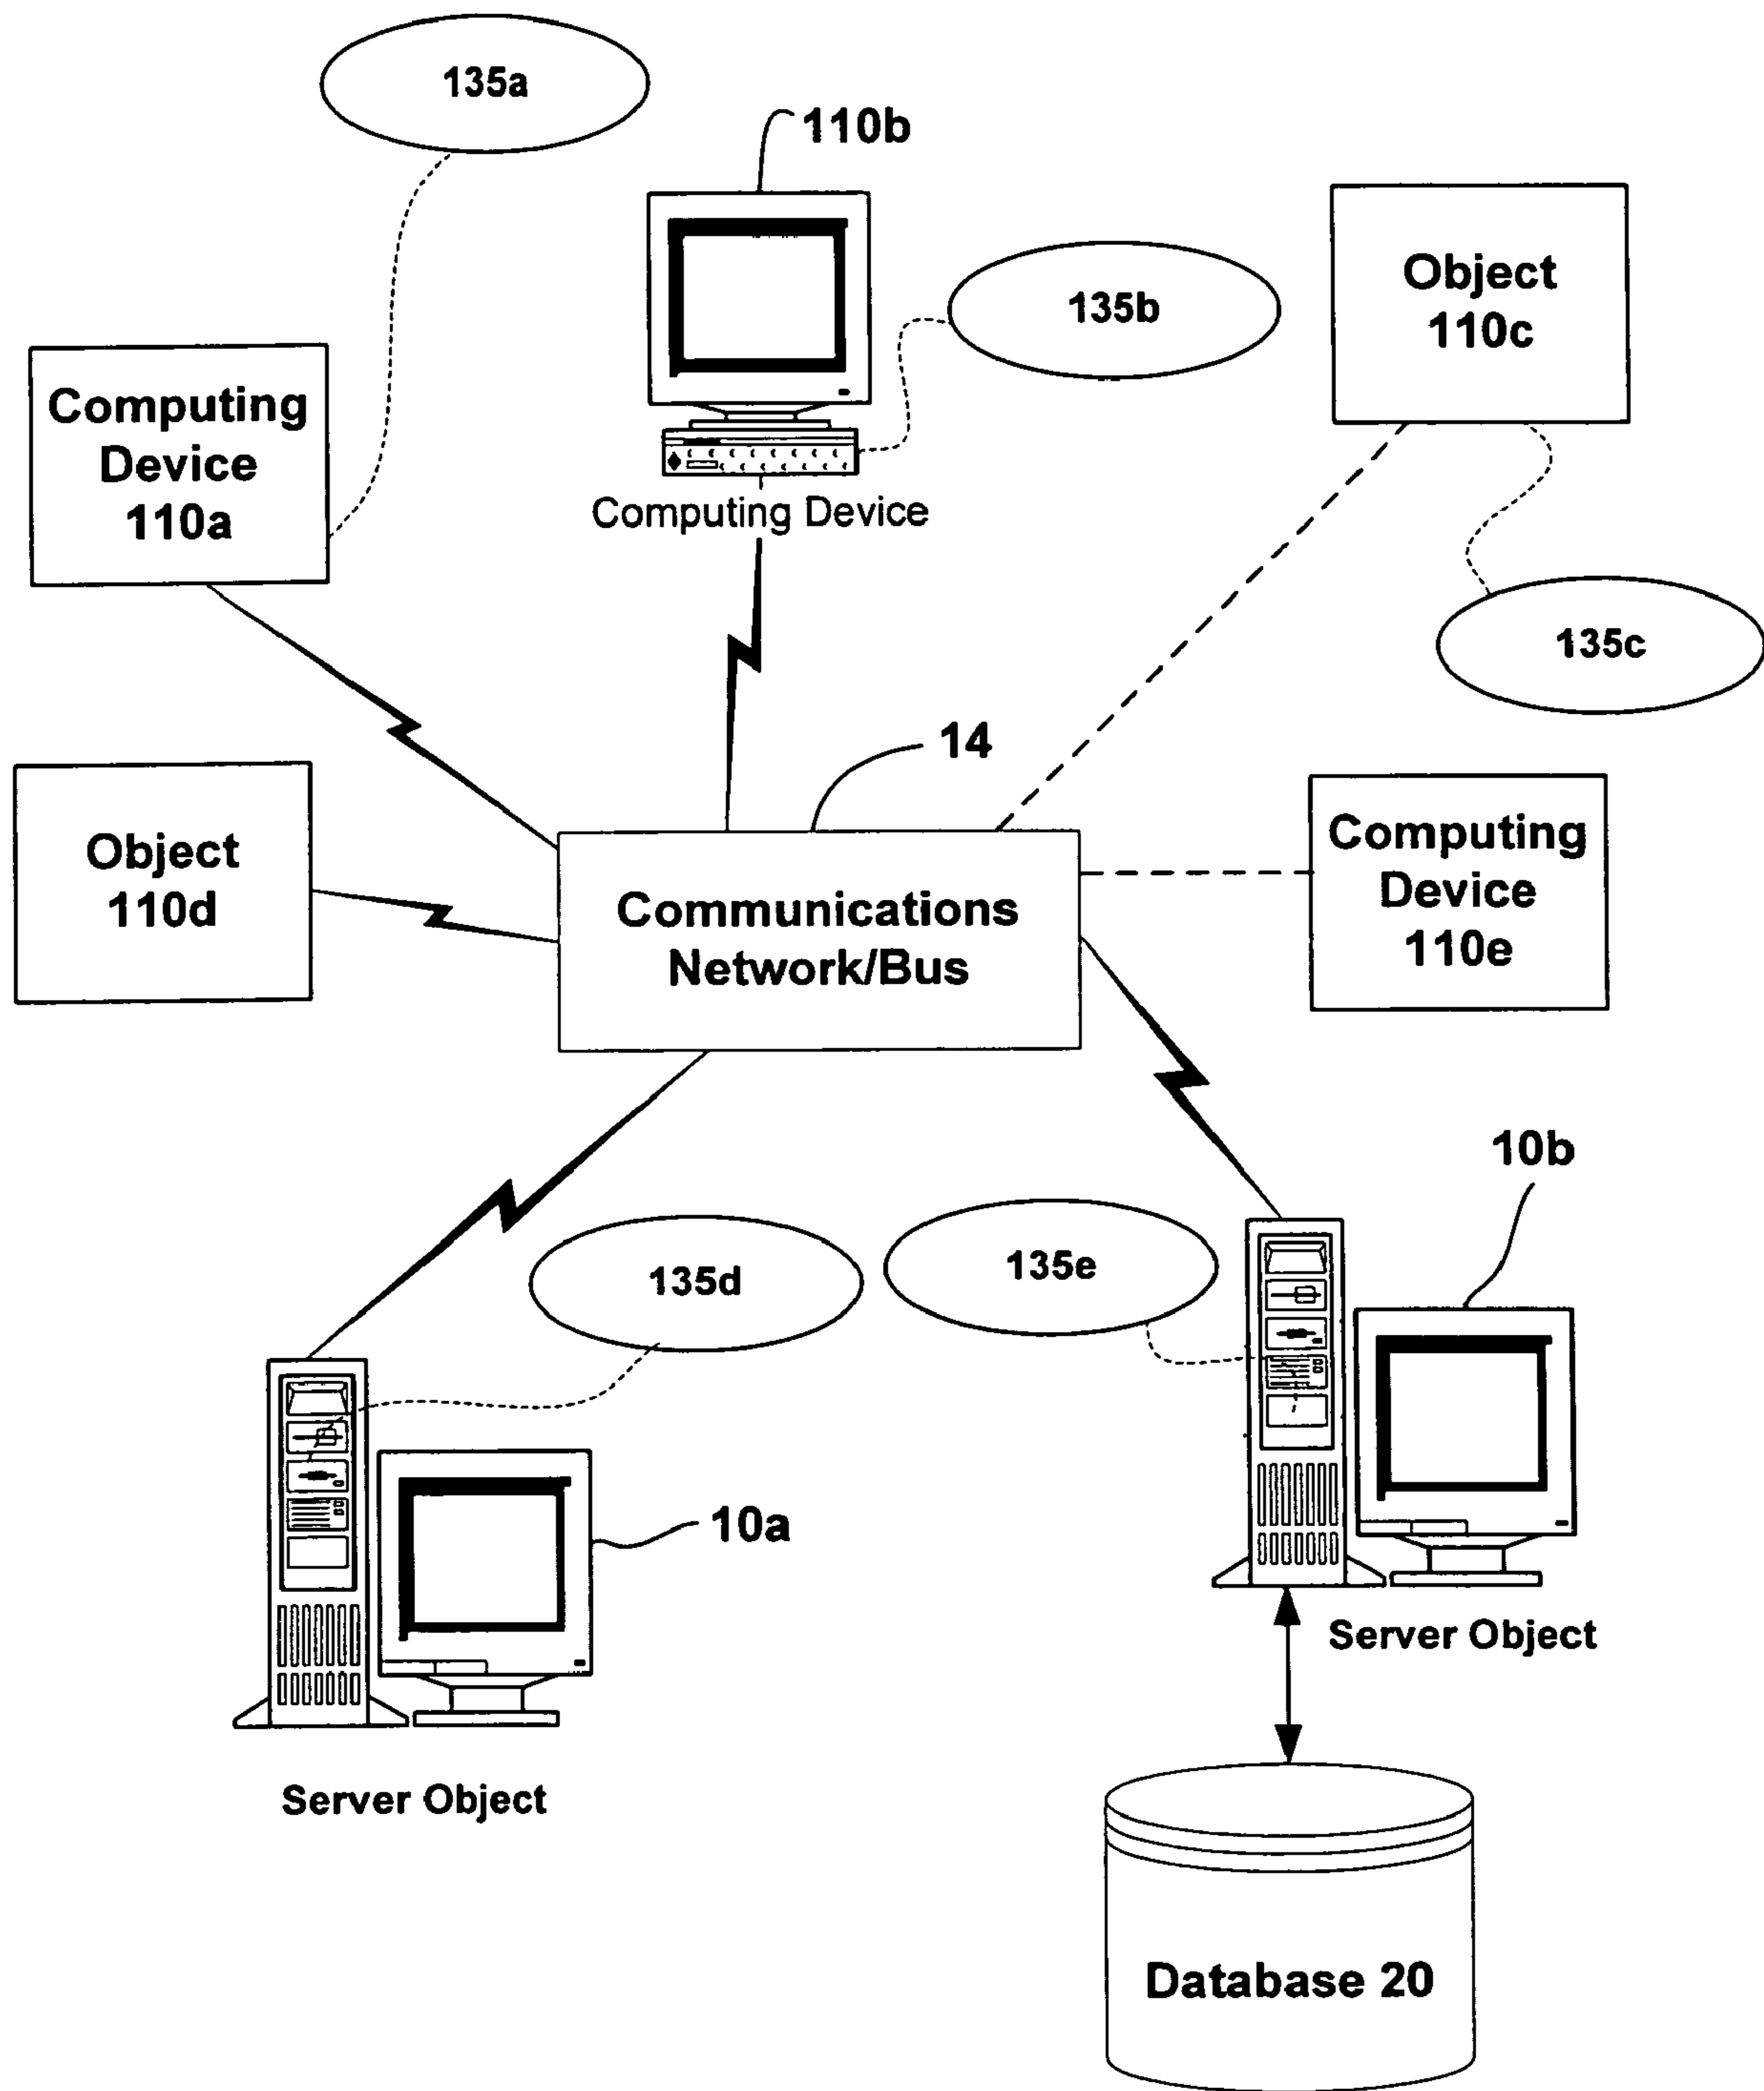 135a
110b
135b
Object
110c
Computing
Device
110a
Computing Device
135c
14
Object
110d
Communications
Network/Bus
Computing
Device
110e
10b
135d
135e
10a
Server Object
Server Object
Database 20